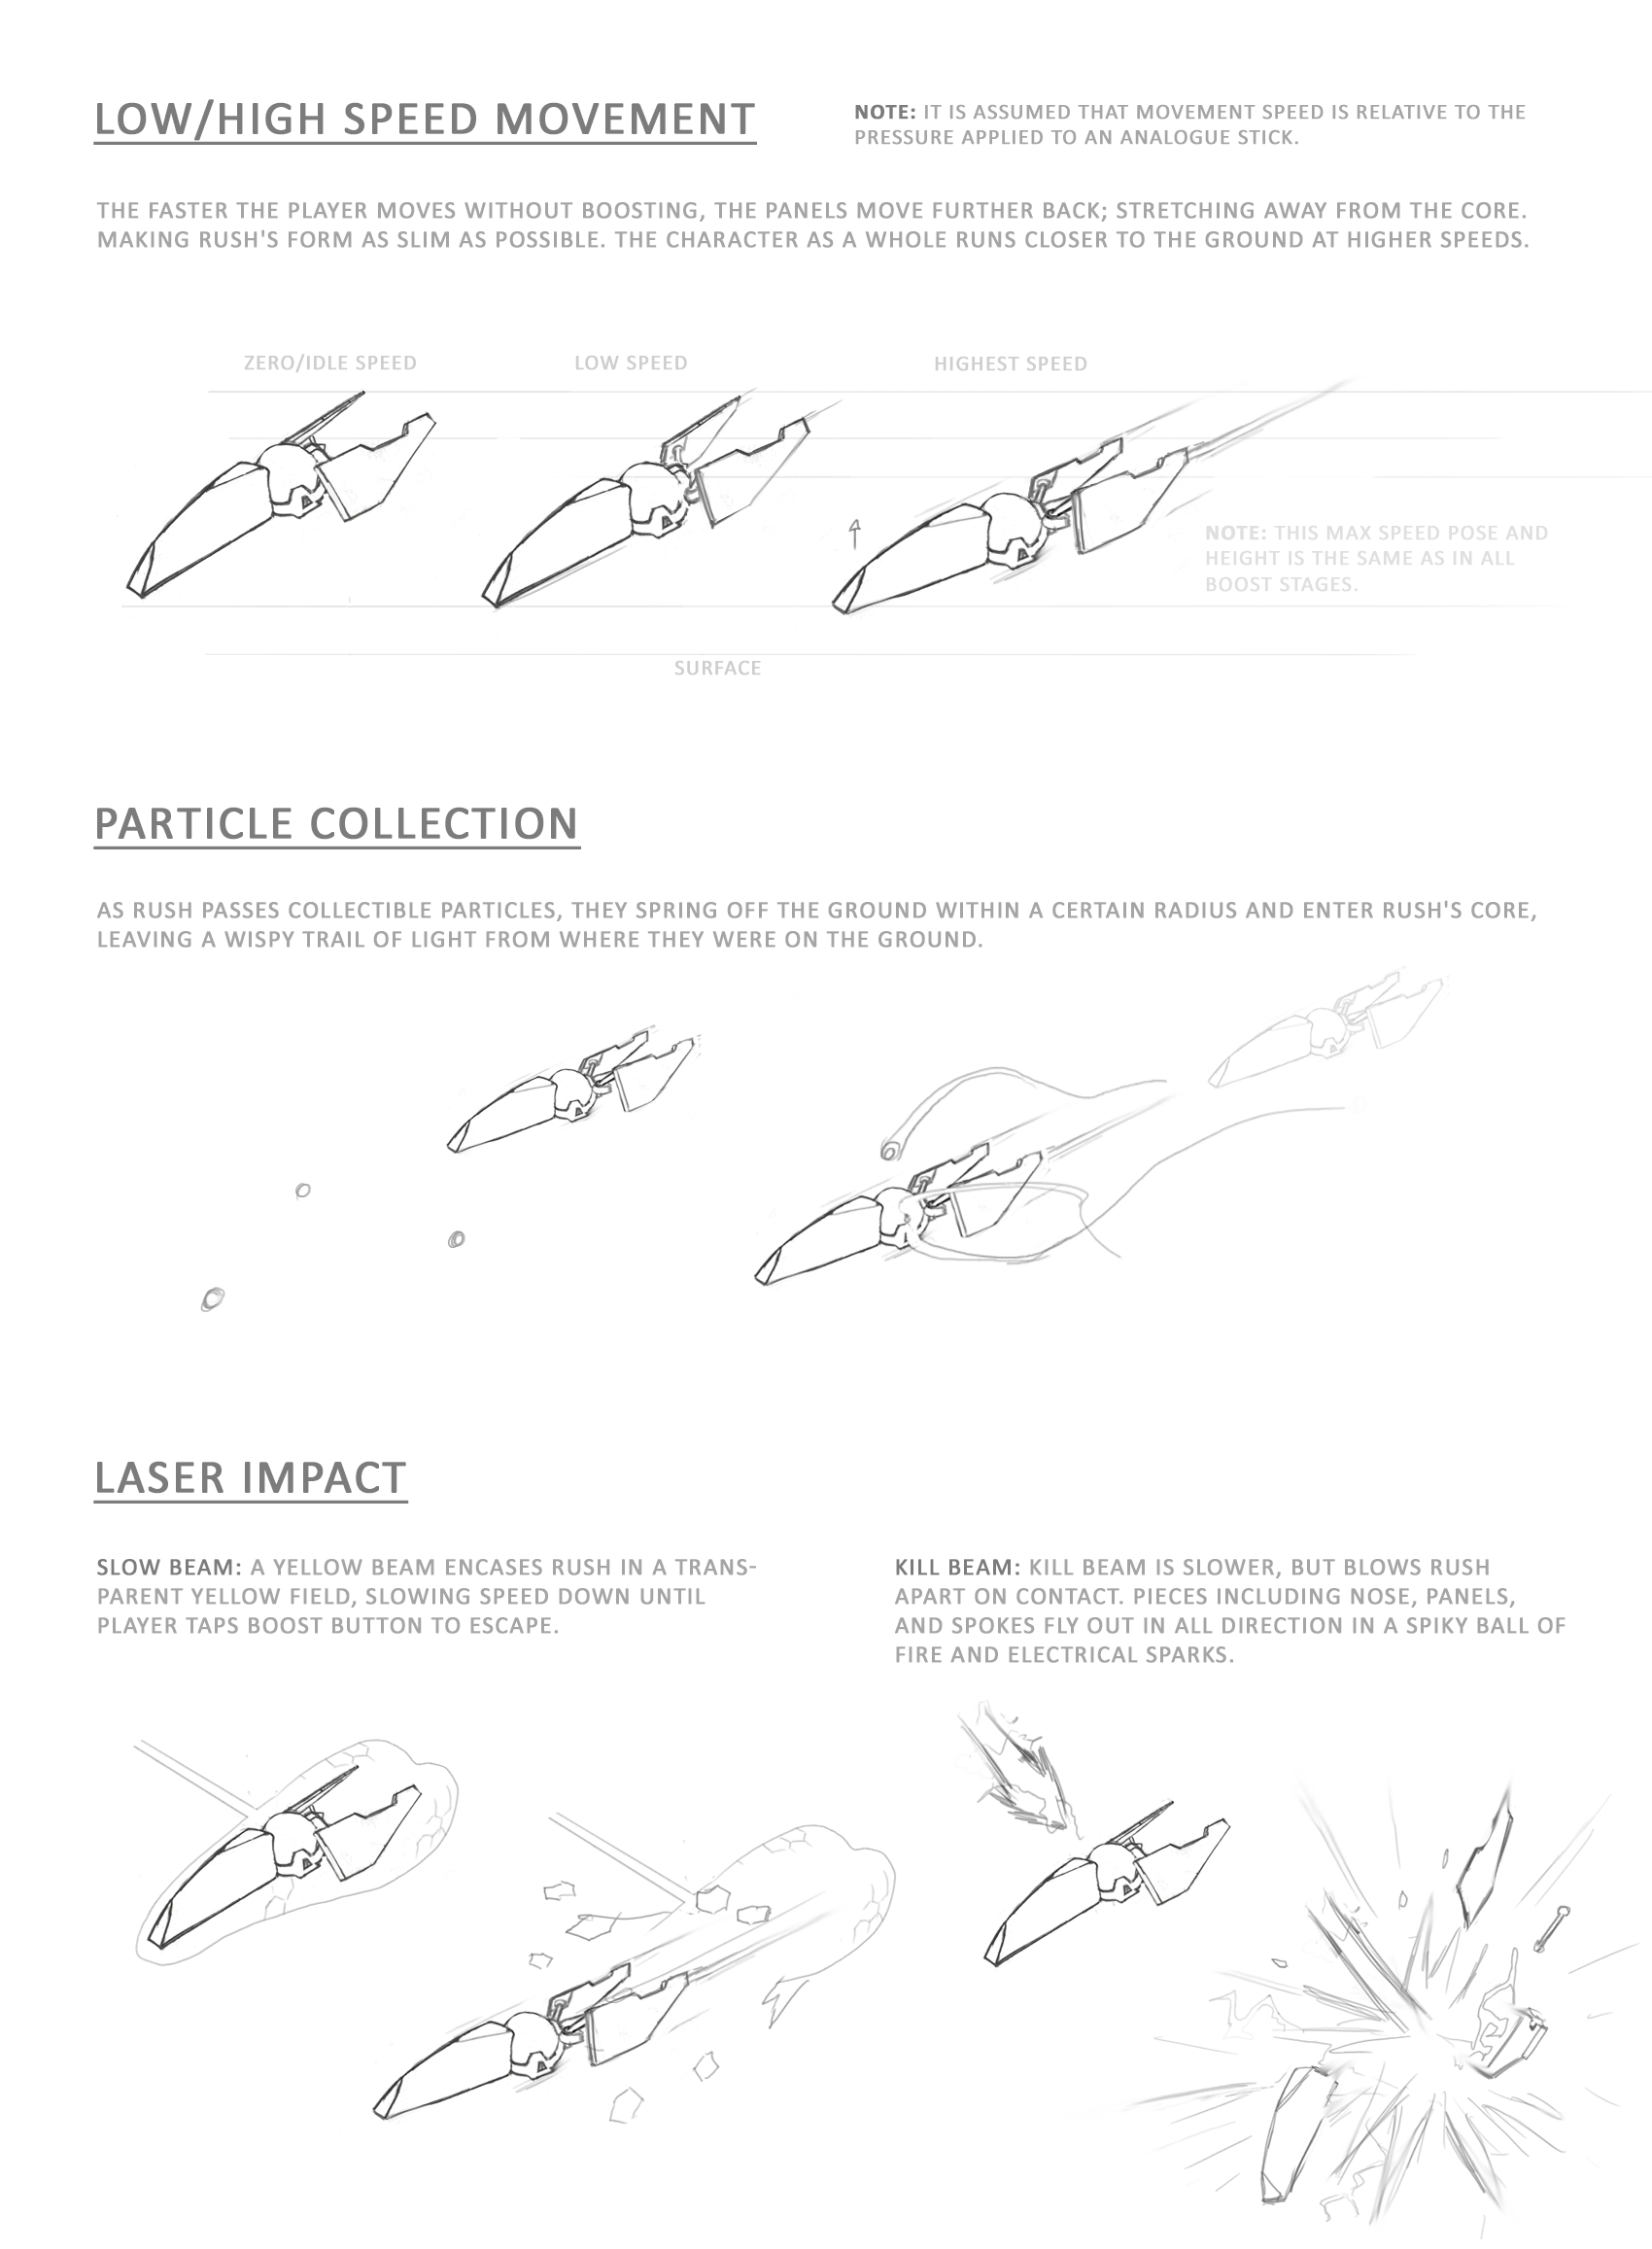 LOW/HIGH SPEED MOVEMENT
NOTE: IT IS ASSUMED THAT MOVEMENT SPEED IS RELATIVE TO THE
PRESSURE APPLIED TO AN ANALOGUE STICK.
THE FASTER THE PLAYER MOVES WITHOUT BOOSTING, THE PANELS MOVE FURTHER BACK; STRETCHING AWAY FROM THE CORE.
MAKING RUSH'S FORM AS SLIM AS POSSIBLE. THE CHARACTER AS A WHOLE RUNS CLOSER TO THE GROUND AT HIGHER SPEEDS.
ZERO/IDLE SPEED
LOW SPEED
HIGHEST SPEED
NOTE: THIS MAX SPEED POSE AND
HEIGHT IS THE SAME AS IN ALL
BOOST STAGES.
SURFACE
PARTICLE COLLECTION
AS RUSH PASSES COLLECTIBLE PARTICLES, THEY SPRING OFF THE GROUND WITHIN A CERTAIN RADIUS AND ENTER RUSH'S CORE,
LEAVING A WISPY TRAIL OF LIGHT FROM WHERE THEY WERE ON THE GROUND.
LASER IMPACT
SLOW BEAM: A YELLOW BEAM ENCASES RUSH IN A TRANS-
PARENT YELLOW FIELD, SLOWING SPEED DOWN UNTIL
PLAYER TAPS BOOST BUTTON TO ESCAPE.
KILL BEAM: KILL BEAM IS SLOWER, BUT BLOWS RUSH
APART ON CONTACT. PIECES INCLUDING NOSE, PANELS,
AND SPOKES FLY OUT IN ALL DIRECTION IN A SPIKY BALL OF
FIRE AND ELECTRICAL SPARKS.